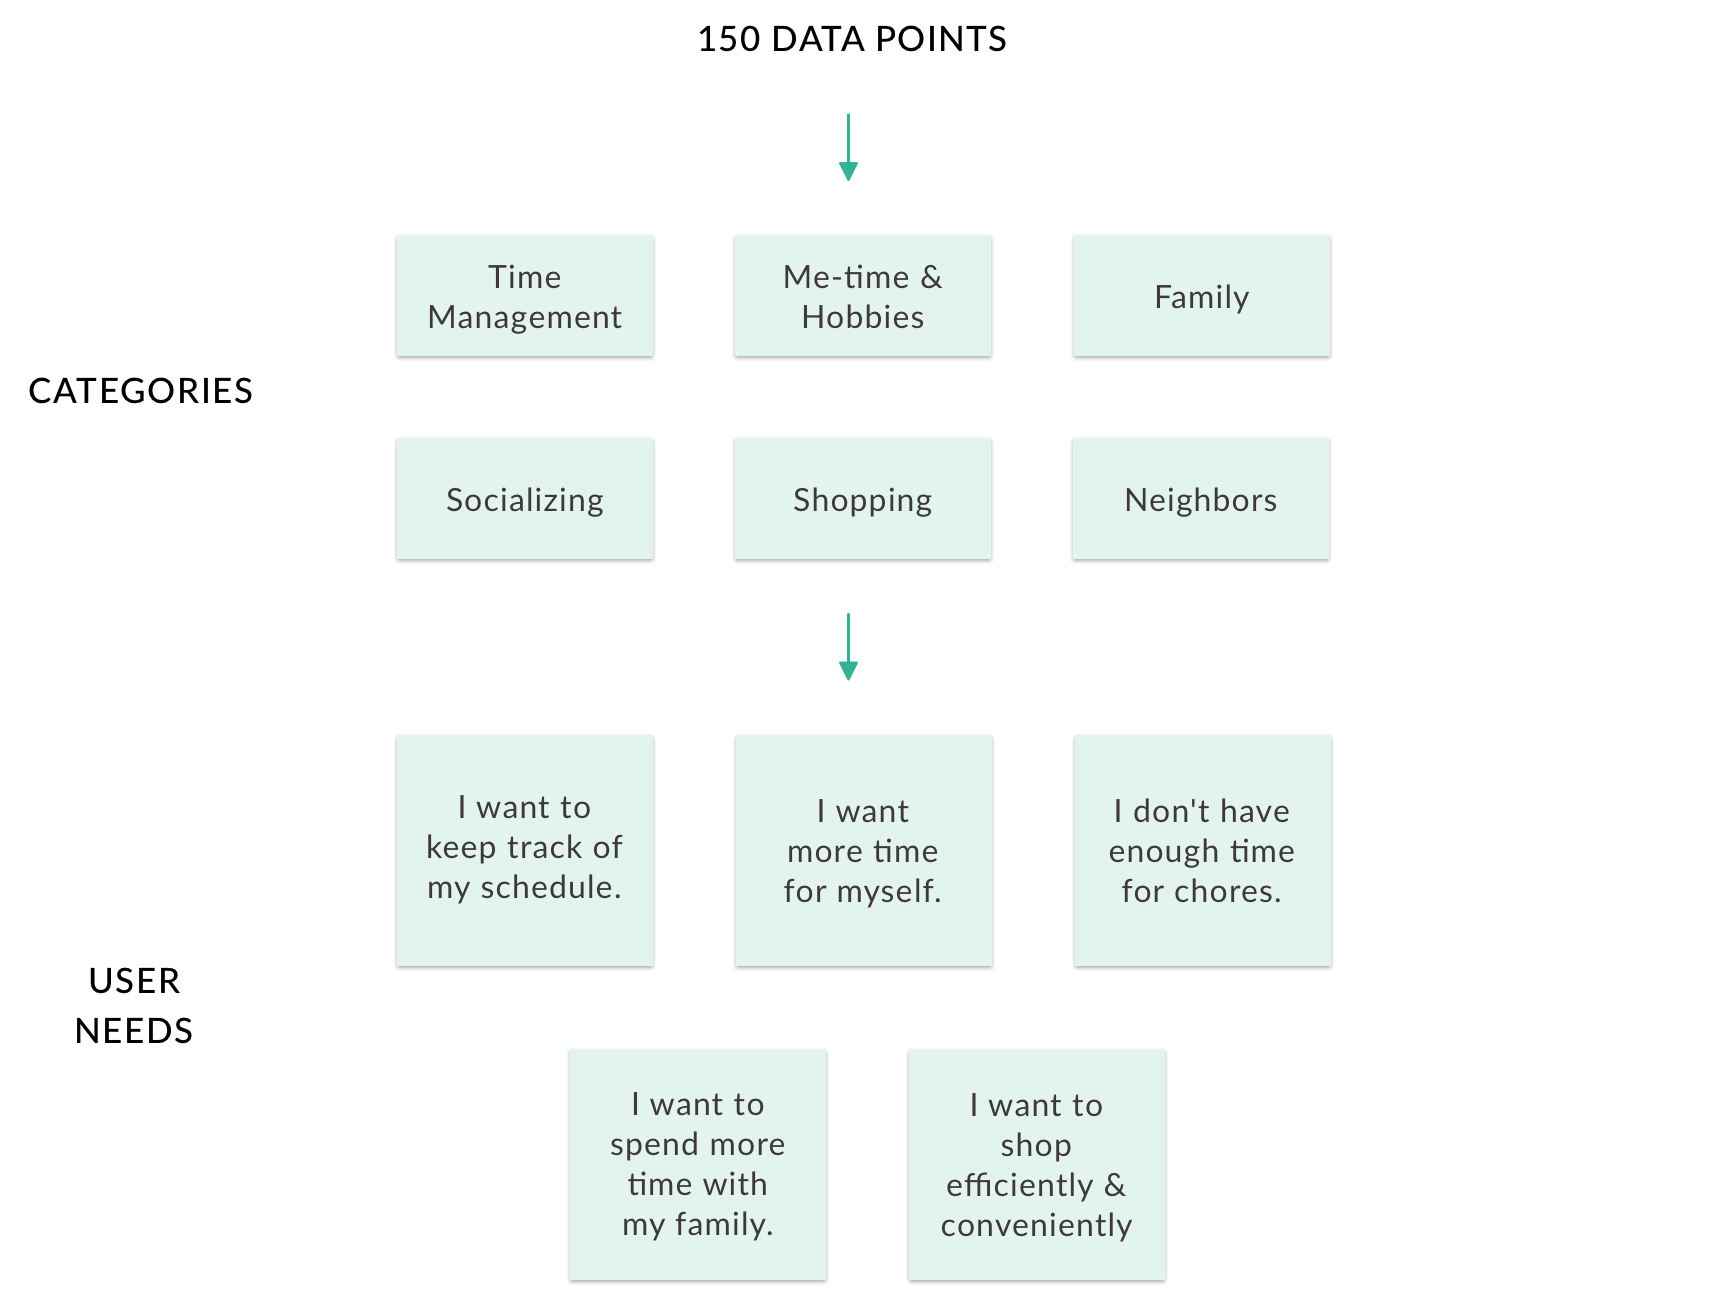 150 DATA POINTS
Time
Management
Me-time &
Hobbies
Family
CATEGORIES
Socializing
Shopping
Neighbors
I want to
keep track of
my schedule.
I want
more time
for myself.
I don't have
enough time
for chores.
USER
NEEDS
I want to
spend more
time with
my family.
I want to
shop
efficiently &
conveniently